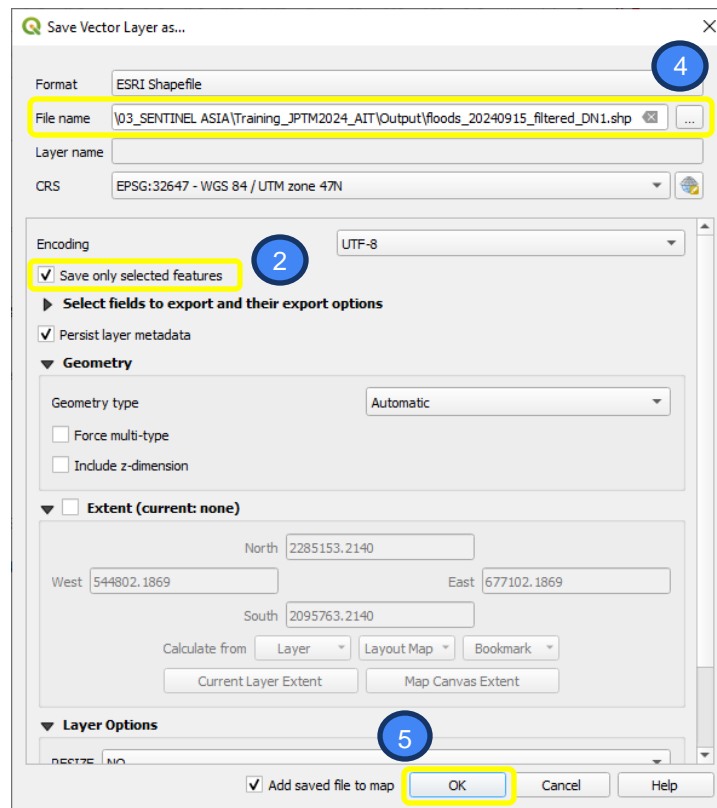 Save Vector Layer as...
4
Format ESRI Shapefile
File name \03_SENTINEL ASIA\Training_JPTM2024_AIT\Output\floods_20240915_filtered_DN1.shp ...
Layer name
CRS EPSG:32647 - WGS 84 / UTM zone 47N
Encoding UTF-8
2
Save only selected features
Select fields to export and their export options
Persist layer metadata
Geometry
Geometry type Automatic
Force multi-type
Include z-dimension
Extent (current: none)
North 2285153.2140
West 544802.1869 East 677102.1869
South 2095763.2140
Calculate from Layer Layout Map Bookmark
Current Layer Extent Map Canvas Extent
Layer Options
5
RESIZE NO
Add saved file to map OK Cancel Help